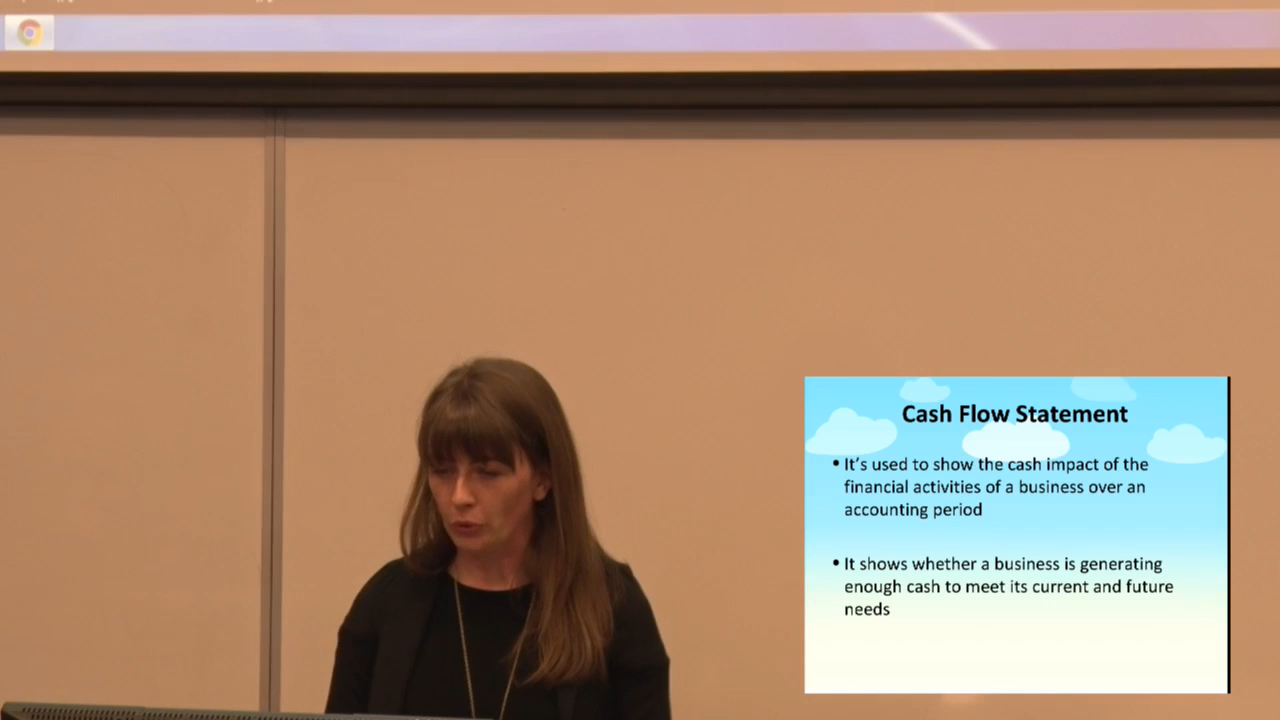 Cash Flow Statement
• It's used to show the cash impact of the
financial activities of a business over an
accounting period
• It shows whether a business is generating
enough cash to meet its current and future
needs